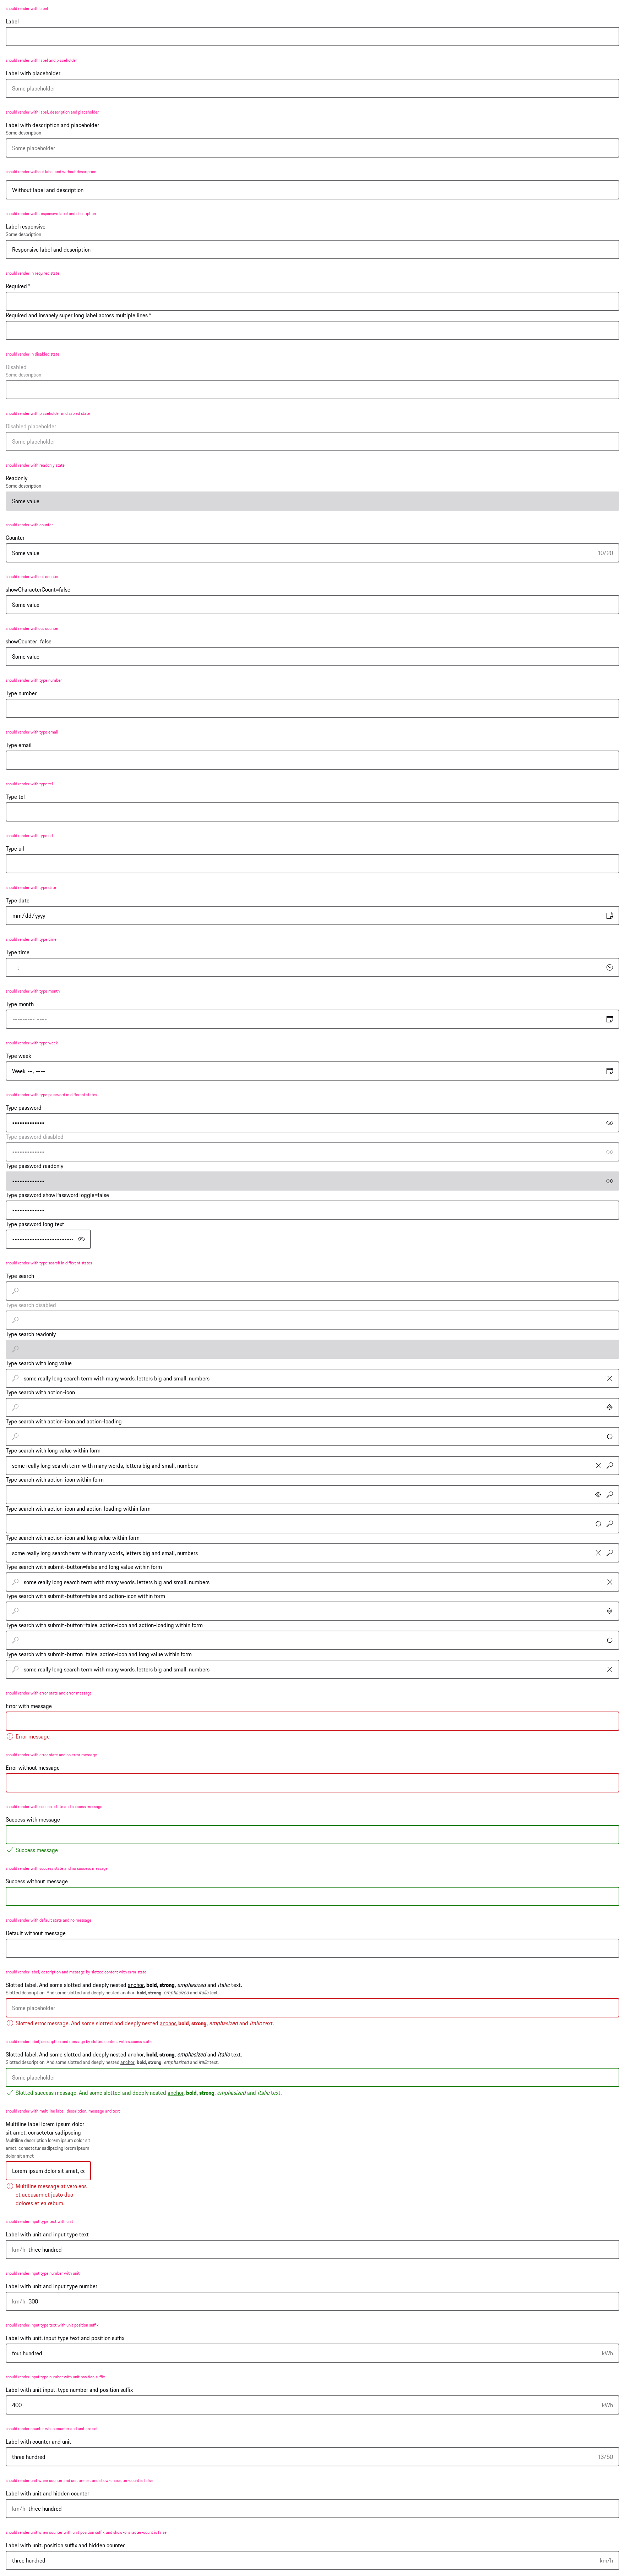 should render with label
Label
should render with label and placeholder
Label with placeholder
Some placeholder
should render with label, description and placeholder
Label with description and placeholder
Some description
Some placeholder
should render without label and without description
Without label and description
should render with responsive label and description
Label responsive
Some description
Responsive label and description
should render in required state
Required *
Required and insanely super long label across multiple lines *
should render in disabled state
Disabled
Some description
should render with placeholder in disabled state
Disabled placeholder
Some placeholder
should render with readonly state
Readonly
Some description
Some value
should render with counter
Counter
Some value 10/20
should render without counter
showCharacterCount=false
Some value
should render without counter
showCounter=false
Some value
should render with type number
Type number
should render with type email
Type email
should render with type tel
Type tel
should render with type url
Type url
should render with type date
Type date
mm/dd/yyyy
should render with type time
Type time
--:-- --
should render with type month
Type month
--------- ----
should render with type week
Type week
Week --, ----
should render with type password in different states
Type password
•••••••••••••
Type password disabled
•••••••••••••
Type password readonly
•••••••••••••
Type password showPasswordToggle=false
•••••••••••••
Type password long text
should render with type search in different states
Type search
Type search disabled
Type search readonly
Type search with long value
some really long search term with many words, letters big and small, numbers
Type search with action-icon
Type search with action-icon and action-loading
Type search with long value within form
some really long search term with many words, letters big and small, numbers
Type search with action-icon within form
Type search with action-icon and action-loading within form
Type search with action-icon and long value within form
some really long search term with many words, letters big and small, numbers
Type search with submit-button=false and long value within form
some really long search term with many words, letters big and small, numbers
Type search with submit-button=false and action-icon within form
Type search with submit-button=false, action-icon and action-loading within form
Type search with submit-button=false, action-icon and long value within form
some really long search term with many words, letters big and small, numbers
should render with error state and error message
Error with message
Error message
should render with error state and no error message
Error without message
should render with success state and success message
Success with message
Success message
should render with success state and no success message
Success without message
should render with default state and no message
Default without message
should render label, description and message by slotted content with error state
Slotted label. And some slotted and deeply nested anchor, bold, strong, emphasized and italic text.
Slotted description. And some slotted and deeply nested anchor, bold, strong, emphasized and italic text.
Some placeholder
Slotted error message. And some slotted and deeply nested anchor, bold, strong, emphasized and italic text.
should render label, description and message by slotted content with success state
Slotted label. And some slotted and deeply nested anchor, bold, strong, emphasized and italic text.
Slotted description. And some slotted and deeply nested anchor, bold, strong, emphasized and italic text.
Some placeholder
Slotted success message. And some slotted and deeply nested anchor, bold, strong, emphasized and italic text.
should render with multiline label, description, message and text
Multiline label lorem ipsum dolor
sit amet, consetetur sadipscing
Multiline description lorem ipsum dolor sit
amet, consetetur sadipscing lorem ipsum
dolor sit amet
Lorem ipsum dolor sit amet, co
Multiline message at vero eos
et accusam et justo duo
dolores et ea rebum.
should render input type text with unit
Label with unit and input type text
km/h three hundred
should render input type number with unit
Label with unit and input type number
km/h 300
should render input type text with unit position suffix
Label with unit, input type text and position suffix
four hundred kWh
should render input type number with unit position suffix
Label with unit input, type number and position suffix
400 kWh
should render counter when counter and unit are set
Label with counter and unit
three hundred 13/50
should render unit when counter and unit are set and show-character-count is false
Label with unit and hidden counter
km/h three hundred
should render unit when counter with unit position suffix and show-character-count is false
Label with unit, position suffix and hidden counter
three hundred km/h